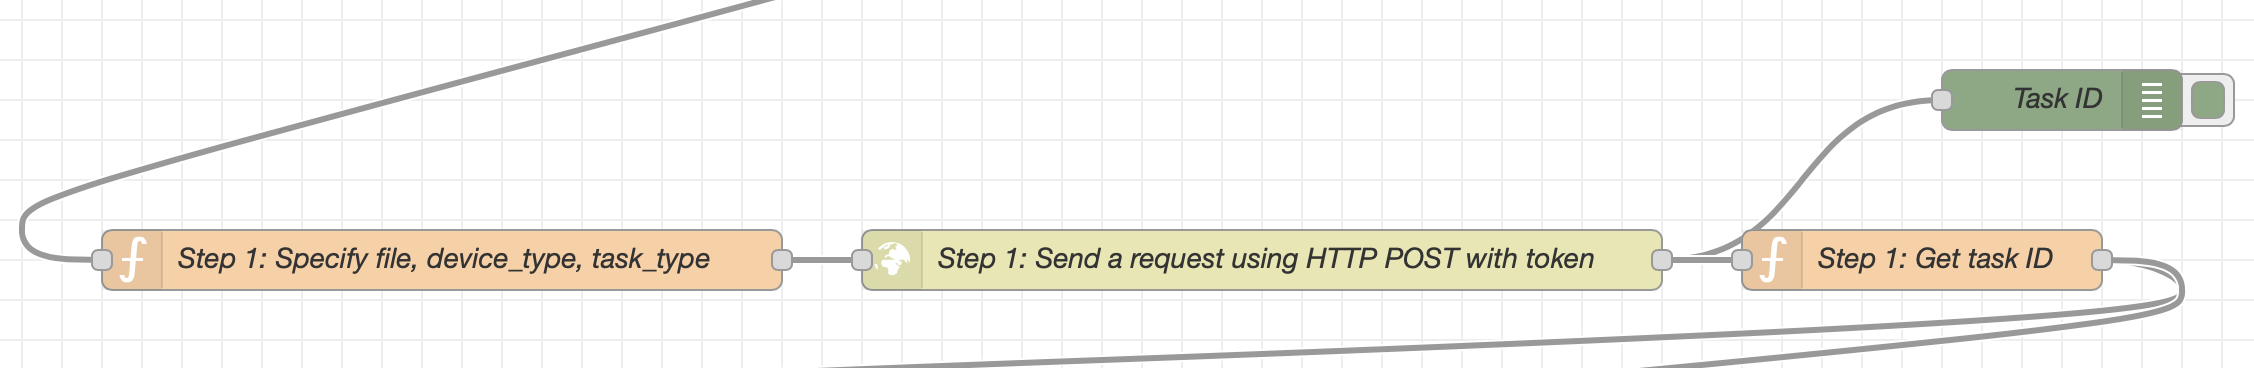 Task ID
Step 1: Specify file, device_type, task_type
Step 1: Send a request using HTTP POST with token
Step 1: Get task ID